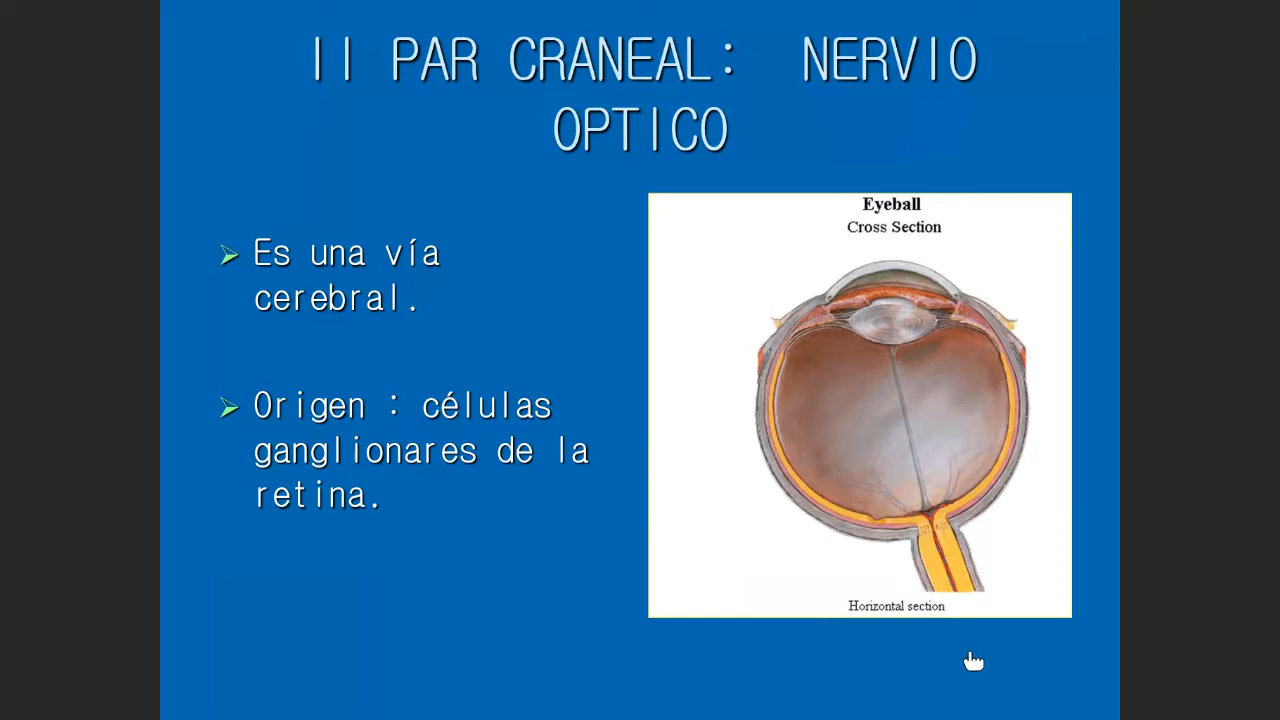 II PAR CRANEAL: NERVIO
OPTICO
Es una vía
cerebral.
Origen : células
ganglionares de la
retina.
Eyeball
Cross Section
Horizontal section